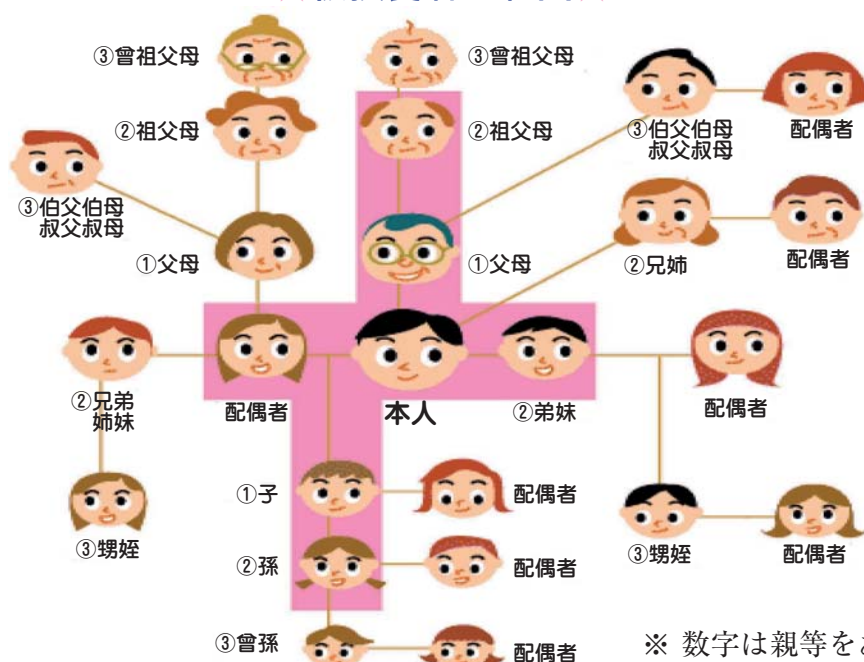 ③曾祖父母
③曾祖父母
②祖父母
②祖父母
③伯父伯母
叔父叔母
配偶者
③伯父伯母
叔父叔母
①父母
①父母
②兄姉
配偶者
②兄弟
姉妹
配偶者
本人
②弟妹
配偶者
①子
配偶者
③甥姪
③甥姪
配偶者
②孫
配偶者
③曾孫
配偶者
※ 数字は親等を